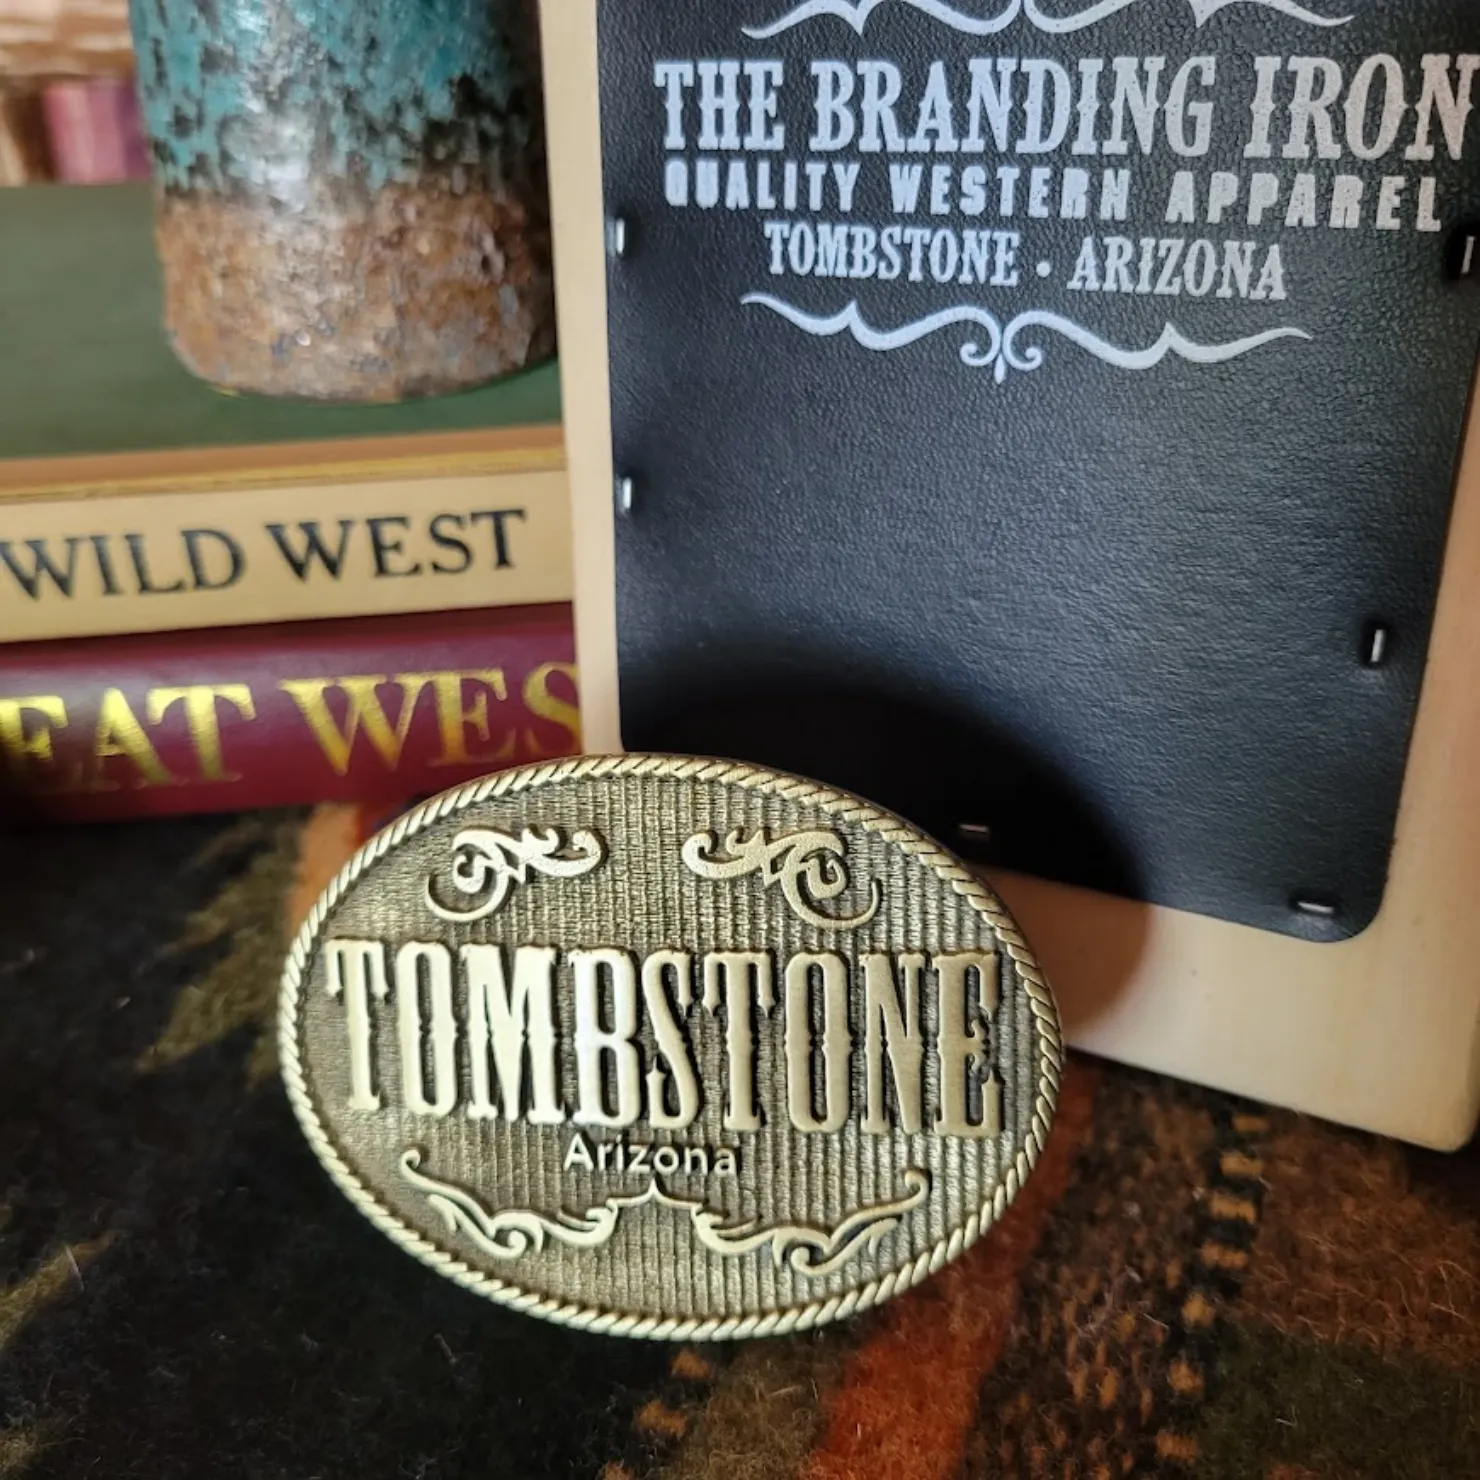 THE BRANDING IRON
QUALITY WESTERN APPAREL
TOMBSTONE · ARIZONA
WILD WEST
EAT WES
TOMBSTONE
Arizona